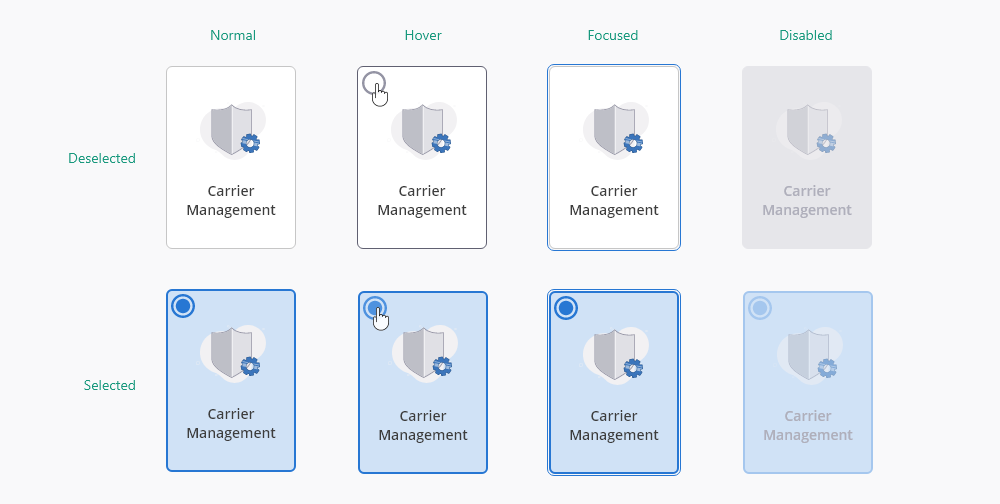 Normal
Hover
Focused
Disabled
Deselected
Carrier
Management
Carrier
Management
Carrier
Management
Carrier
Management
Selected
Carrier
Management
Carrier
Management
Carrier
Management
Carrier
Management